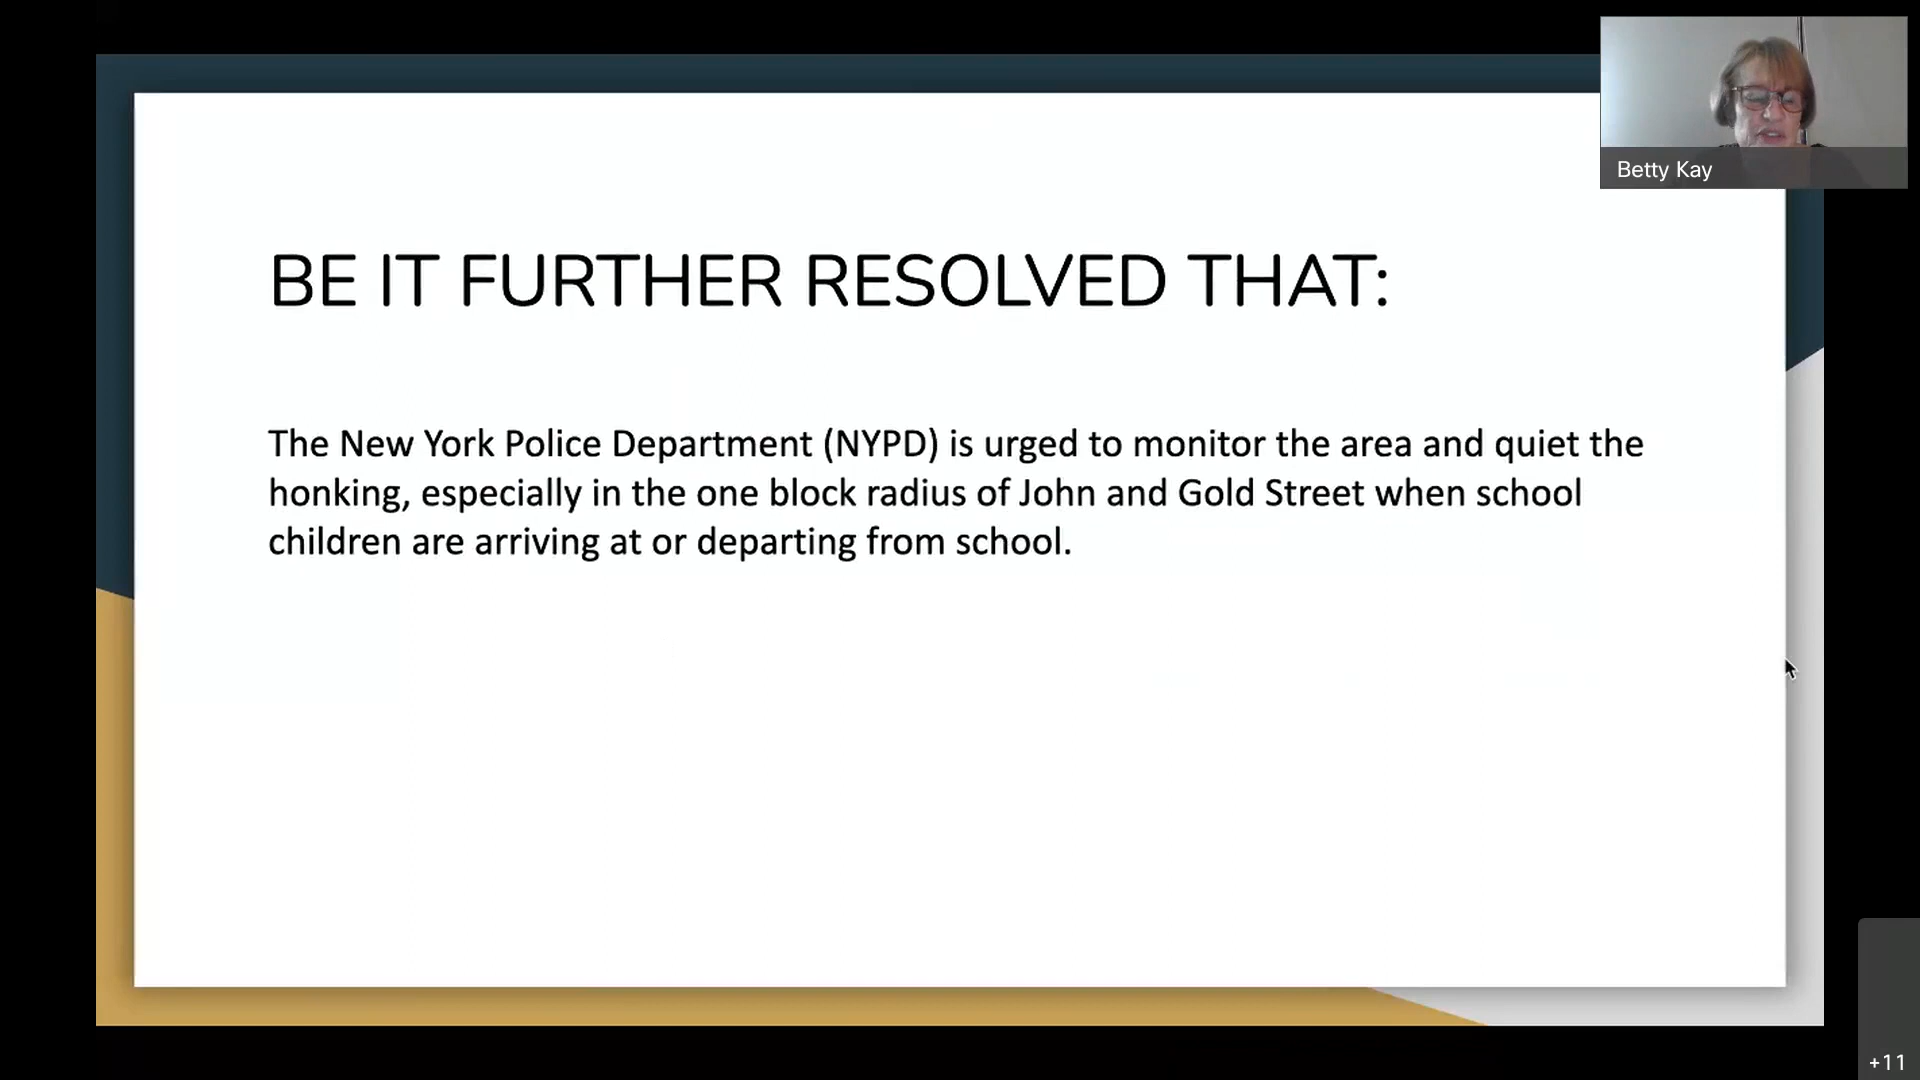 Betty Kay
BE IT FURTHER RESOLVED THAT:
The New York Police Department (NYPD) is urged to monitor the area and quiet the
honking, especially in the one block radius of John and Gold Street when school
children are arriving at or departing from school.
+11